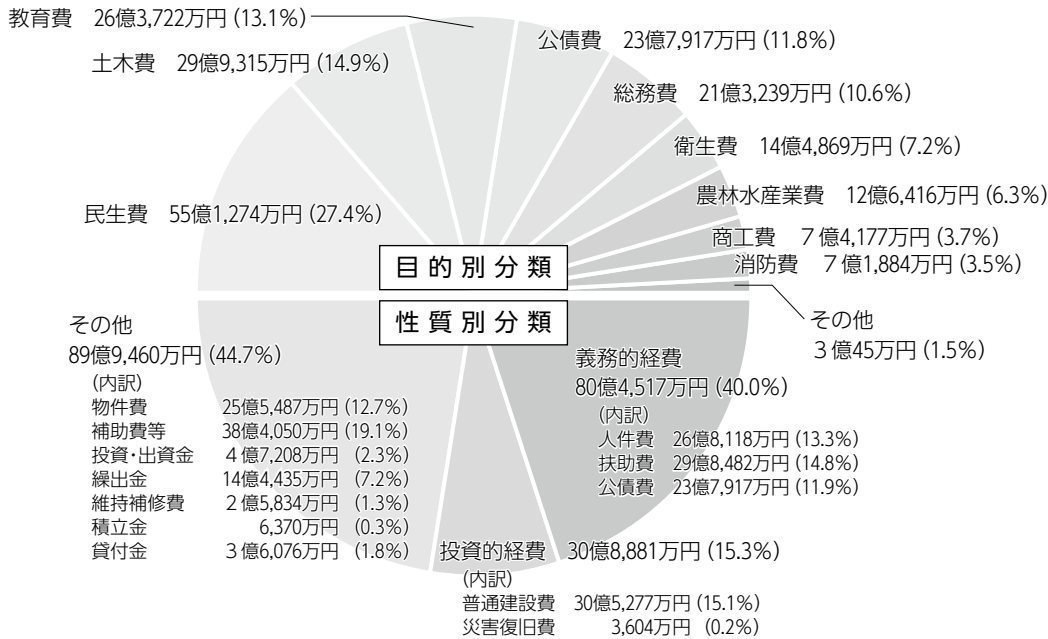 教育費 26億3,722万円 (13.1%)
公債費 23億7,917万円 (11.8%)
土木費 29億9,315万円 (14.9%)
総務費 21億3,239万円 (10.6%)
衛生費 14億4,869万円 (7.2%)
農林水産業費 12億6,416万円 (6.3%)
民生費 55億1,274万円 (27.4%)
商工費 7億4,177万円 (3.7%)
消防費 7億1,884万円 (3.5%)
目的別分類
その他
3億45万円 (1.5%)
性質別分類
その他
89億9,460万円 (44.7%)
(内訳)
物件費 25億5,487万円 (12.7%)
補助費等 38億4,050万円 (19.1%)
投資・出資金 4億7,208万円 (2.3%)
繰出金 14億4,435万円 (7.2%)
維持補修費 2億5,834万円 (1.3%)
積立金 6,370万円 (0.3%)
貸付金 3億6,076万円 (1.8%)
義務的経費
80億4,517万円 (40.0%)
(内訳)
人件費 26億8,118万円 (13.3%)
扶助費 29億8,482万円 (14.8%)
公債費 23億7,917万円 (11.9%)
投資的経費 30億8,881万円 (15.3%)
(内訳)
普通建設費 30億5,277万円 (15.1%)
災害復旧費 3,604万円 (0.2%)